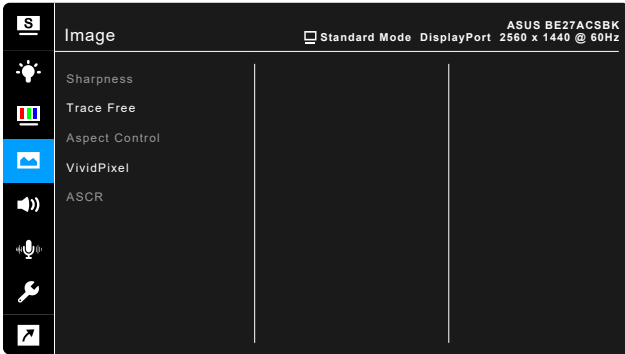 S
Image
ASUS BE27ACSBK
Standard Mode DisplayPort 2560 x 1440 @ 60Hz
Sharpness
Trace Free
Aspect Control
VividPixel
ASCR